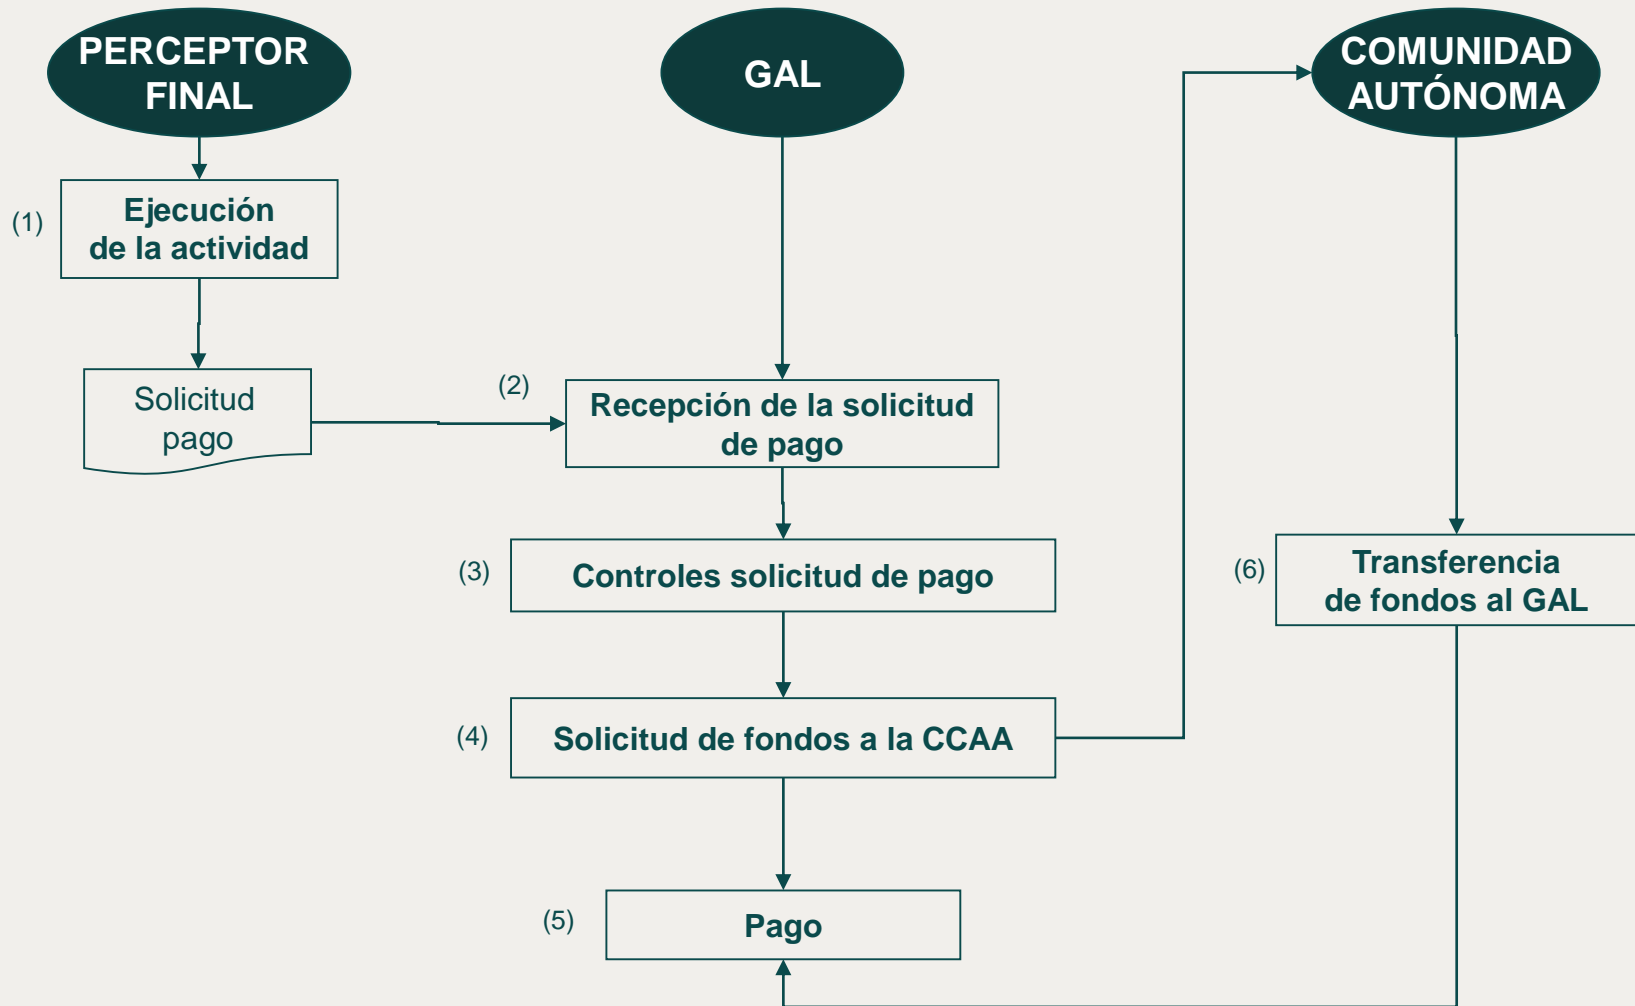 PERCEPTOR
FINAL
GAL
COMUNIDAD
AUTÓNOMA
(1)
Ejecución
de la actividad
Solicitud
pago
(2)
Recepción de la solicitud
de pago
(3)
Controles solicitud de pago
(6)
Transferencia
de fondos al GAL
(4)
Solicitud de fondos a la CCAA
(5)
Pago